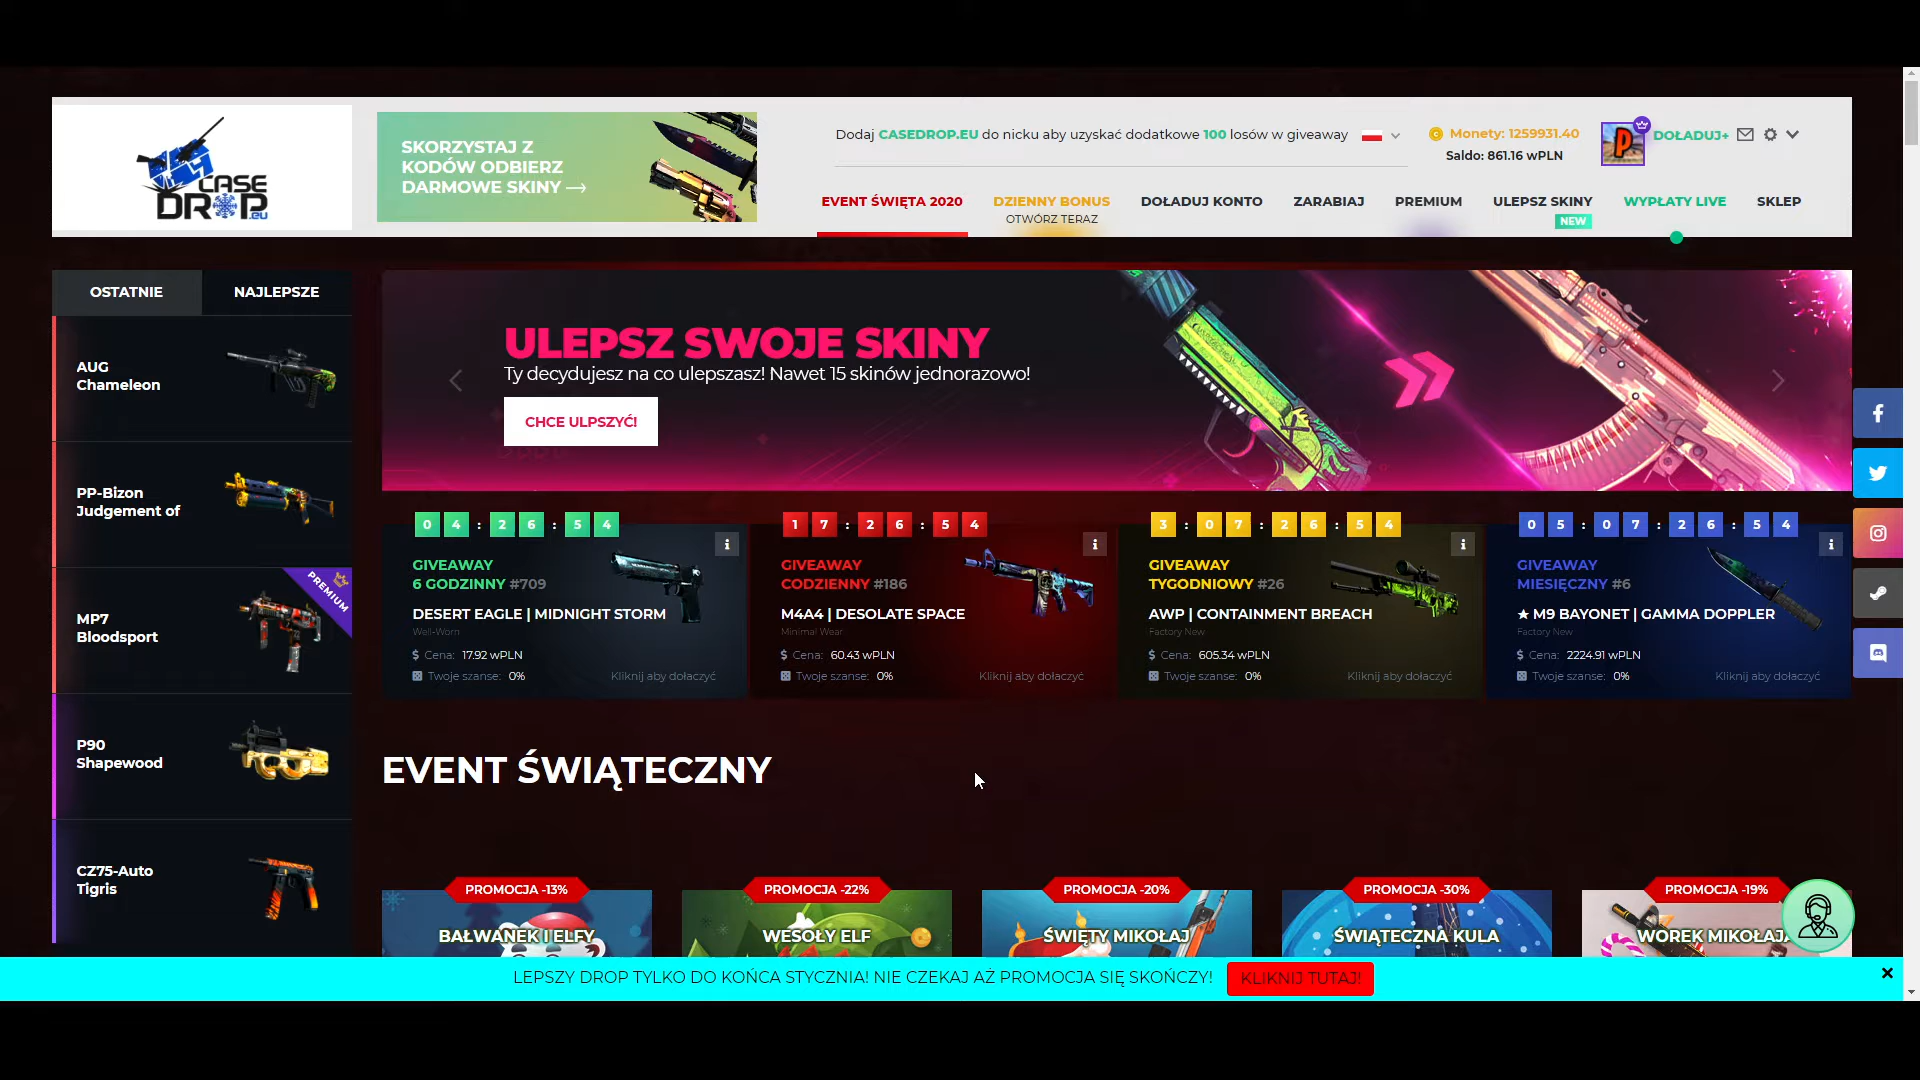 CASE
DROP.eu
SKORZYSTAJ Z
KODÓW ODBIERZ
DARMOWE SKINY
Dodaj CASEDROP.EU do nicku aby uzyskać dodatkowe 100 losów w giveaway
Monety: 1259931.40
Saldo: 861.16 wPLN
DOŁADUJ+
EVENT ŚWIĘTA 2020
DZIENNY BONUS
OTWÓRZ TERAZ
DOŁADUJ KONTO
ZARABIAJ
PREMIUM
ULEPSZ SKINY
NEW
WYPŁATY LIVE
SKLEP
OSTATNIE
NAJLEPSZE
AUG
Chameleon
PP-Bizon
Judgement of
PREMIUM
MP7
Bloodsport
P90
Shapewood
CZ75-Auto
Tigris
ULEPSZ SWOJE SKINY
Ty decydujesz na co ulepszasz! Nawet 15 skinów jednorazowo!
CHCE ULPSZYĆ!
0 4 : 2 6 : 5 4
GIVEAWAY
6 GODZINNY #709
DESERT EAGLE | MIDNIGHT STORM
Well-Worn
$ Cena: 17.92 wPLN
Twoje szanse: 0%
Kliknij aby dołaczyć
1 7 : 2 6 : 5 4
GIVEAWAY
CODZIENNY #186
M4A4 | DESOLATE SPACE
Minimal Wear
$ Cena: 60.43 wPLN
Twoje szanse: 0%
Kliknij aby dołaczyć
3 : 0 7 : 2 6 : 5 4
GIVEAWAY
TYGODNIOWY #26
AWP | CONTAINMENT BREACH
Factory New
$ Cena: 605.34 wPLN
Twoje szanse: 0%
Kliknij aby dołaczyć
0 5 : 0 7 : 2 6 : 5 4
GIVEAWAY
MIESIĘCZNY #6
★ M9 BAYONET | GAMMA DOPPLER
Factory New
$ Cena: 2224.91 wPLN
Twoje szanse: 0%
Kliknij aby dołaczyć
EVENT ŚWIĄTECZNY
PROMOCJA -13%
BAŁWANEK I ELFY
PROMOCJA -22%
WESOŁY ELF
PROMOCJA -20%
ŚWIĘTY MIKOŁAJ
PROMOCJA -30%
ŚWIĄTECZNA KULA
PROMOCJA -19%
WOREK MIKOŁAJ
LEPSZY DROP TYLKO DO KOŃCA STYCZNIA! NIE CZEKAJ AŻ PROMOCJA SIĘ SKOŃCZY!
KLIKNIJ TUTAJ!